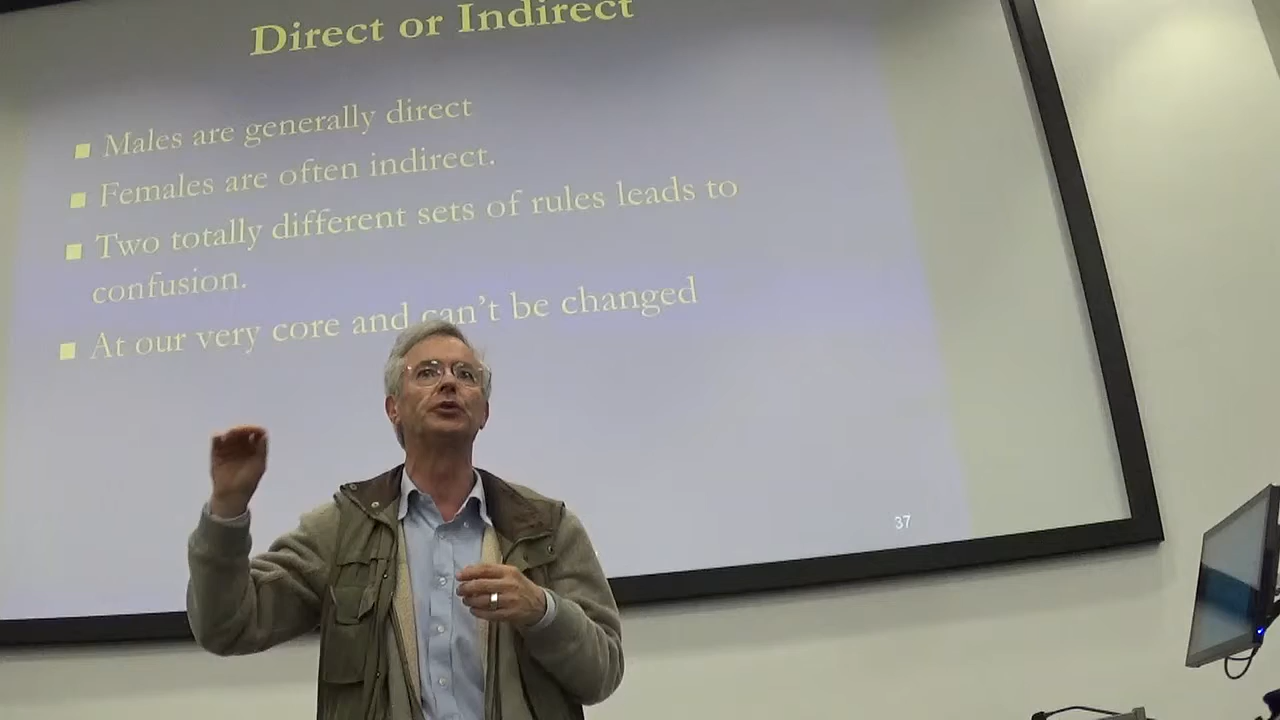 Direct or Indirect
■ Males are generally direct
■ Females are often indirect.
■ Two totally different sets of rules leads to
confusion.
■ At our very core and can't be changed
37